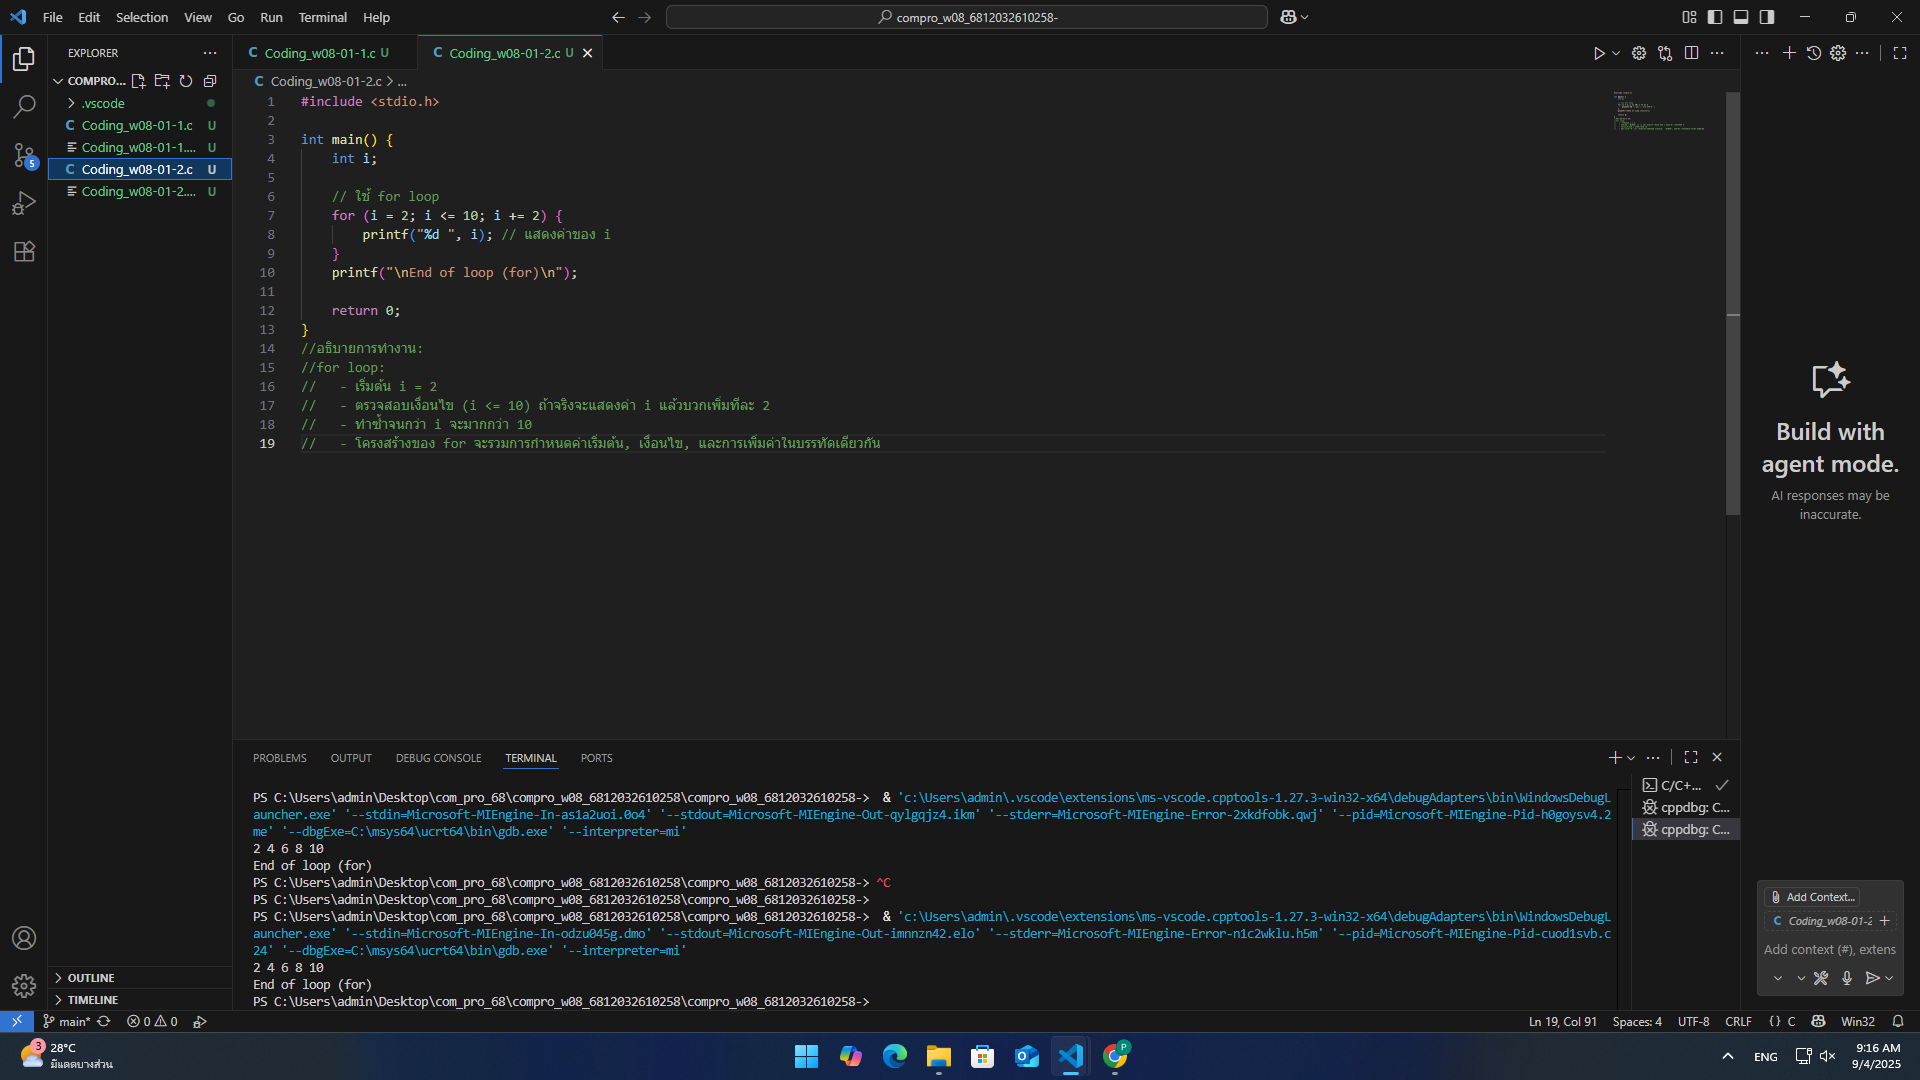 File Edit Selection View Go Run Terminal Help
compro_w08_6812032610258-
EXPLORER
COMPRO...
.vscode
Coding_w08-01-1.c U
Coding_w08-01-1.... U
Coding_w08-01-2.c U
Coding_w08-01-2.... U
OUTLINE
TIMELINE
C Coding_w08-01-1.c U
C Coding_w08-01-2.c U
C Coding_w08-01-2.c > ...
1 #include <stdio.h>
2
3 int main() {
4 int i;
5
6 // ใช้ for loop
7 for (i = 2; i <= 10; i += 2) {
8 printf("%d ", i); // แสดงค่าของ i
9 }
10 printf("\nEnd of loop (for)\n");
11
12 return 0;
13 }
14 //อธิบายการทำงาน:
15 //for loop:
16 // - เริ่มต้น i = 2
17 // - ตรวจสอบเงื่อนไข (i <= 10) ถ้าจริงจะแสดงค่า i แล้วบวกเพิ่มทีละ 2
18 // - ทำซ้ำจนกว่า i จะมากกว่า 10
19 // - โครงสร้างของ for จะรวมการกำหนดค่าเริ่มต้น, เงื่อนไข, และการเพิ่มค่าในบรรทัดเดียวกัน
PROBLEMS OUTPUT DEBUG CONSOLE TERMINAL PORTS
PS C:\Users\admin\Desktop\com_pro_68\compro_w08_6812032610258\compro_w08_6812032610258-> & 'c:\Users\admin\.vscode\extensions\ms-vscode.cpptools-1.27.3-win32-x64\debugAdapters\bin\WindowsDebugL
auncher.exe' '--stdin=Microsoft-MIEngine-In-as1a2uoi.0o4' '--stdout=Microsoft-MIEngine-Out-qylgqjz4.ikm' '--stderr=Microsoft-MIEngine-Error-2xkdfobk.qwj' '--pid=Microsoft-MIEngine-Pid-h0goysv4.2
me' '--dbgExe=C:\msys64\ucrt64\bin\gdb.exe' '--interpreter=mi'
2 4 6 8 10
End of loop (for)
PS C:\Users\admin\Desktop\com_pro_68\compro_w08_6812032610258\compro_w08_6812032610258-> ^C
PS C:\Users\admin\Desktop\com_pro_68\compro_w08_6812032610258\compro_w08_6812032610258->
PS C:\Users\admin\Desktop\com_pro_68\compro_w08_6812032610258\compro_w08_6812032610258-> & 'c:\Users\admin\.vscode\extensions\ms-vscode.cpptools-1.27.3-win32-x64\debugAdapters\bin\WindowsDebugL
auncher.exe' '--stdin=Microsoft-MIEngine-In-odzu045g.dmo' '--stdout=Microsoft-MIEngine-Out-imnnzn42.elo' '--stderr=Microsoft-MIEngine-Error-n1c2wklu.h5m' '--pid=Microsoft-MIEngine-Pid-cuod1svb.c
24' '--dbgExe=C:\msys64\ucrt64\bin\gdb.exe' '--interpreter=mi'
2 4 6 8 10
End of loop (for)
PS C:\Users\admin\Desktop\com_pro_68\compro_w08_6812032610258\compro_w08_6812032610258->
C/C+...
cppdbg: C...
cppdbg: C...
Build with
agent mode.
AI responses may be
inaccurate.
Add Context...
C Coding_w08-01-2
Add context (#), extens
5
main* 0 0
Ln 19, Col 91 Spaces: 4 UTF-8 CRLF {} C Win32
3
28°C
มีแดดบางส่วน
P
ENG
9:16 AM
9/4/2025